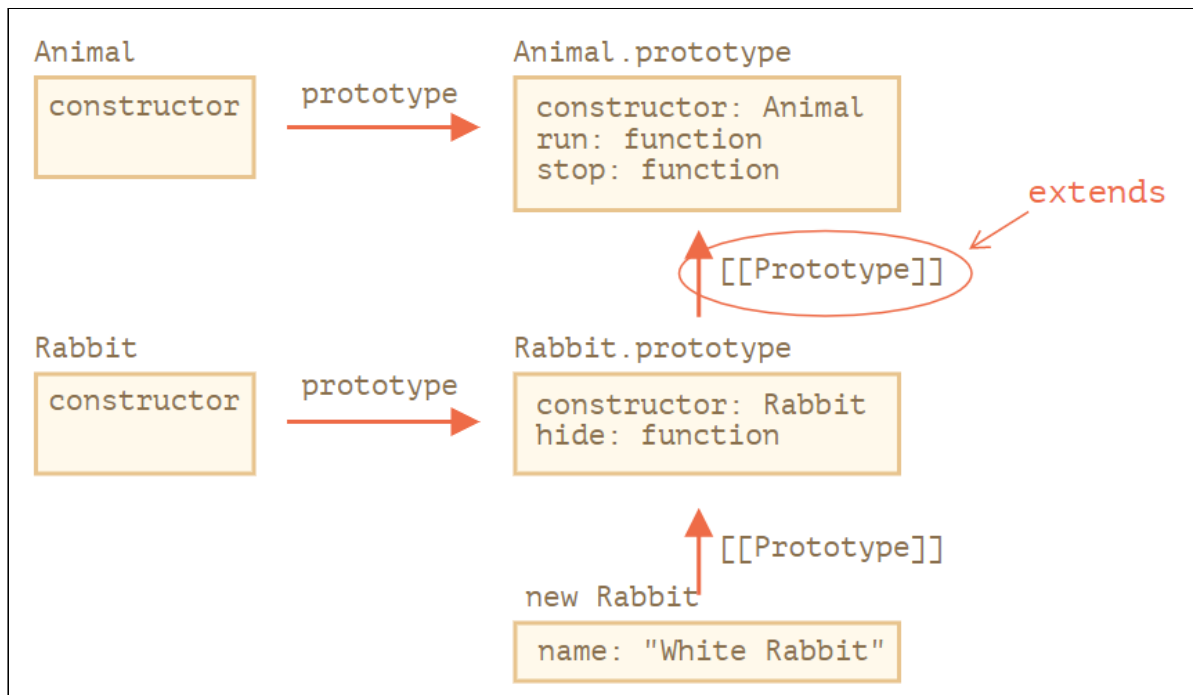 Animal
constructor
prototype
Animal.prototype
constructor: Animal
run: function
stop: function
extends
[[Prototype]]
Rabbit
constructor
prototype
Rabbit.prototype
constructor: Rabbit
hide: function
[[Prototype]]
new Rabbit
name: "White Rabbit"